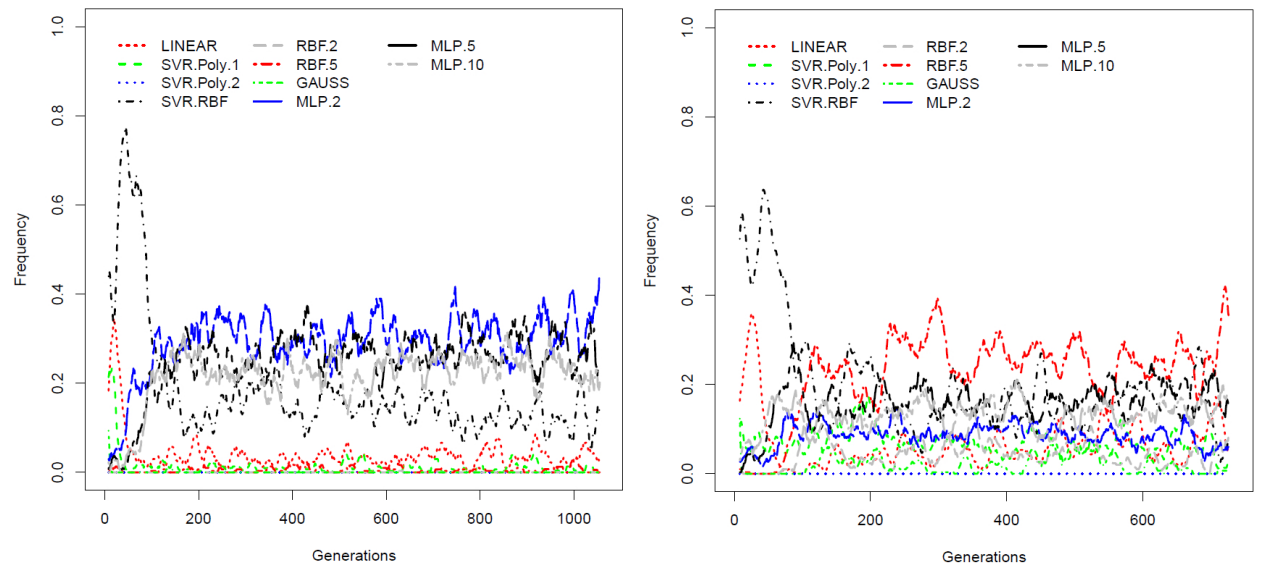 1.0
0.8
0.6
0.4
0.2
0.0
Frequency
LINEAR
SVR.Poly.1
SVR.Poly.2
SVR.RBF
RBF.2
RBF.5
GAUSS
MLP.2
MLP.5
MLP.10
0 200 400 600 800 1000
Generations
1.0
0.8
0.6
0.4
0.2
0.0
Frequency
LINEAR
SVR.Poly.1
SVR.Poly.2
SVR.RBF
RBF.2
RBF.5
GAUSS
MLP.2
MLP.5
MLP.10
0 200 400 600
Generations